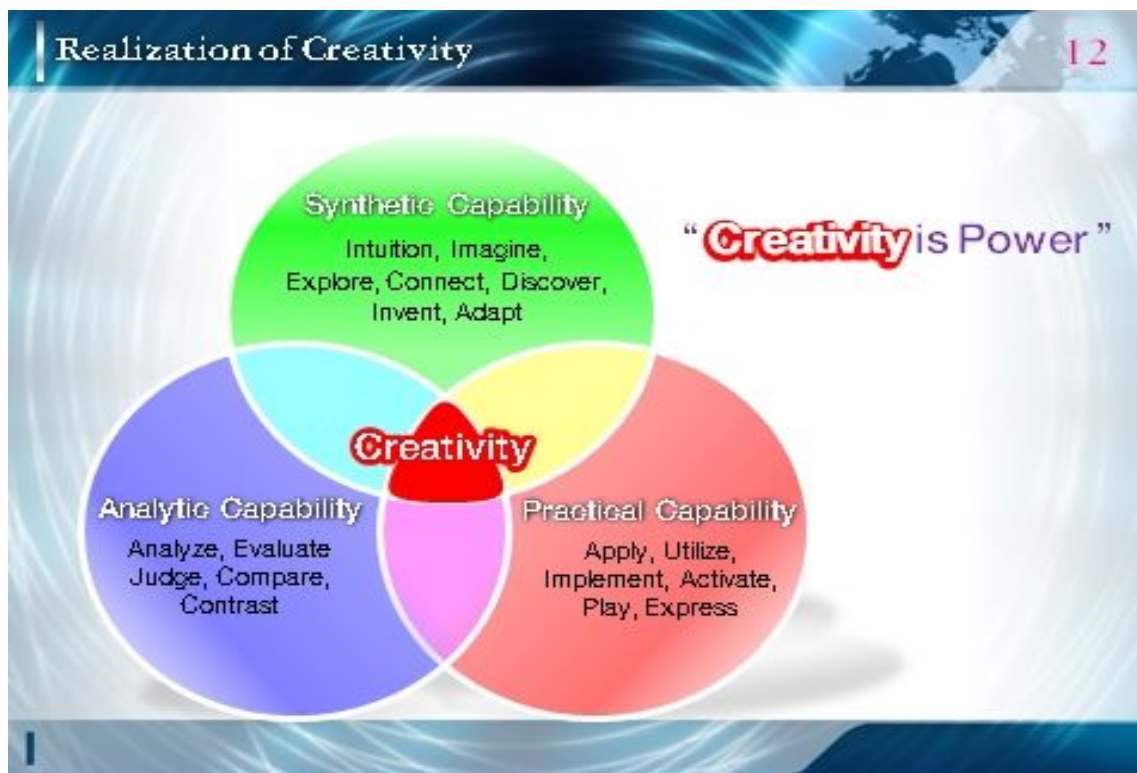 Realization of Creativity
12
Synthetic Capability
Intuition, Imagine,
Explore, Connect, Discover,
Invent, Adapt
“Creativity is Power”
Creativity
Analytic Capability
Analyze, Evaluate
Judge, Compare,
Contrast
Practical Capability
Apply, Utilize,
Implement, Activate,
Play, Express